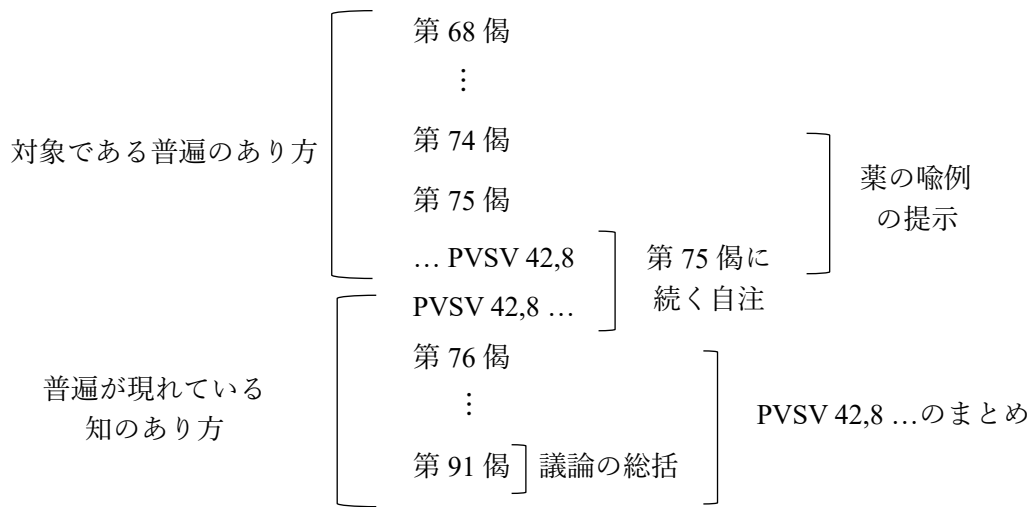 第 68 偈
⋮
対象である普遍のあり方
第 74 偈
第 75 偈
薬の喩例
の提示
… PVSV 42,8
第 75 偈に
続く自注
PVSV 42,8 …
第 76 偈
⋮
普遍が現れている
知のあり方
PVSV 42,8 …のまとめ
第 91 偈
議論の総括